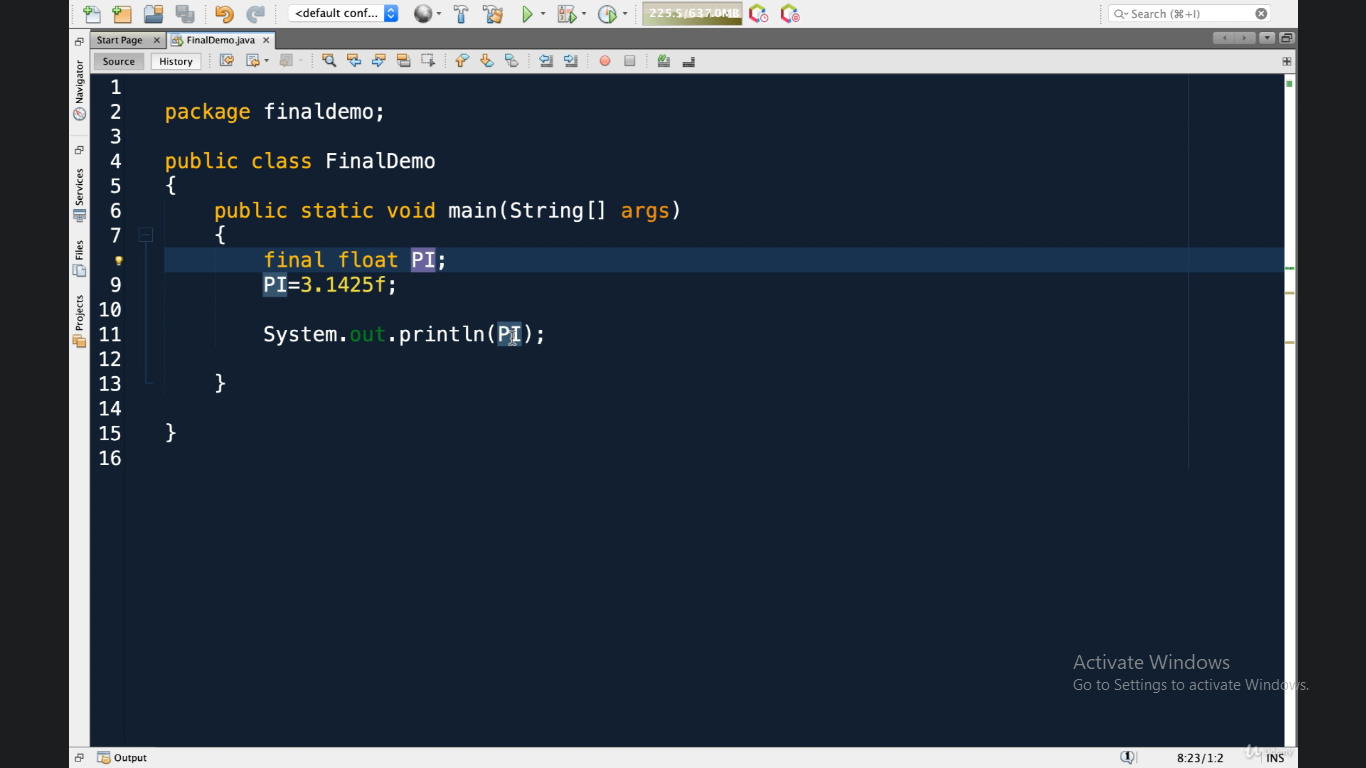 <default conf...
225.5/637.0MB
Search (⌘+I)
Start Page
FinalDemo.java
Source
History
Navigator
Services
Files
Projects
1
2 package finaldemo;
3
4 public class FinalDemo
5 {
6 public static void main(String[] args)
7 {
final float PI;
9 PI=3.1425f;
10
11 System.out.println(PI);
12
13 }
14
15 }
16
Activate Windows
Go to Settings to activate Windows.
Output
1
8:23/1:2
INS